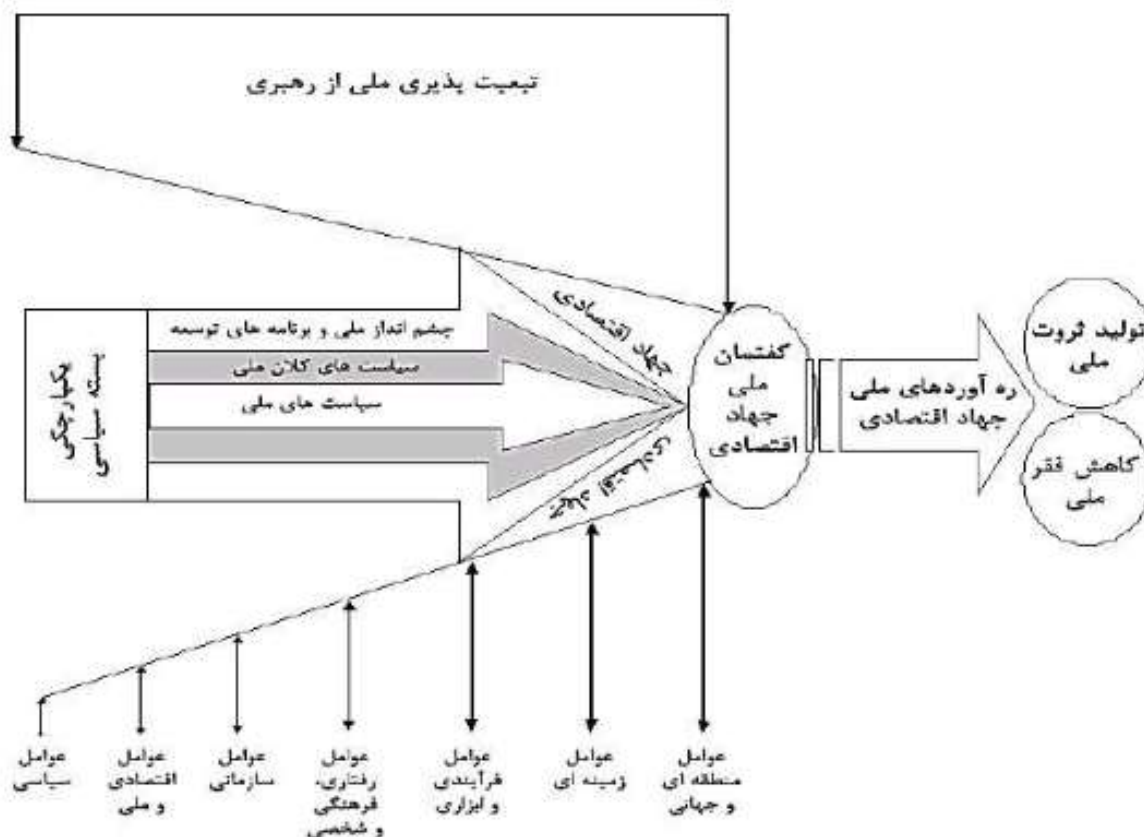 تبعیت پذیری ملی از رهبری
جهاد اقتصادی
چشم انداز ملی و برنامه های توسعه
سیاست های کلان ملی
سیاست های ملی
یکپارچگی
بسته سیاسی
جهاد اقتصادی
گفتمان
ملی
جهاد
اقتصادی
ره آوردهای ملی
جهاد اقتصادی
تولید ثروت
ملی
کاهش فقر
ملی
عوامل
منطقه ای
و جهانی
عوامل
زمینه ای
عوامل
فرآیندی
و ابزاری
عوامل
رفتاری،
فرهنگی
و شخصی
عوامل
سازمانی
عوامل
اقتصادی
و ملی
عوامل
سیاسی